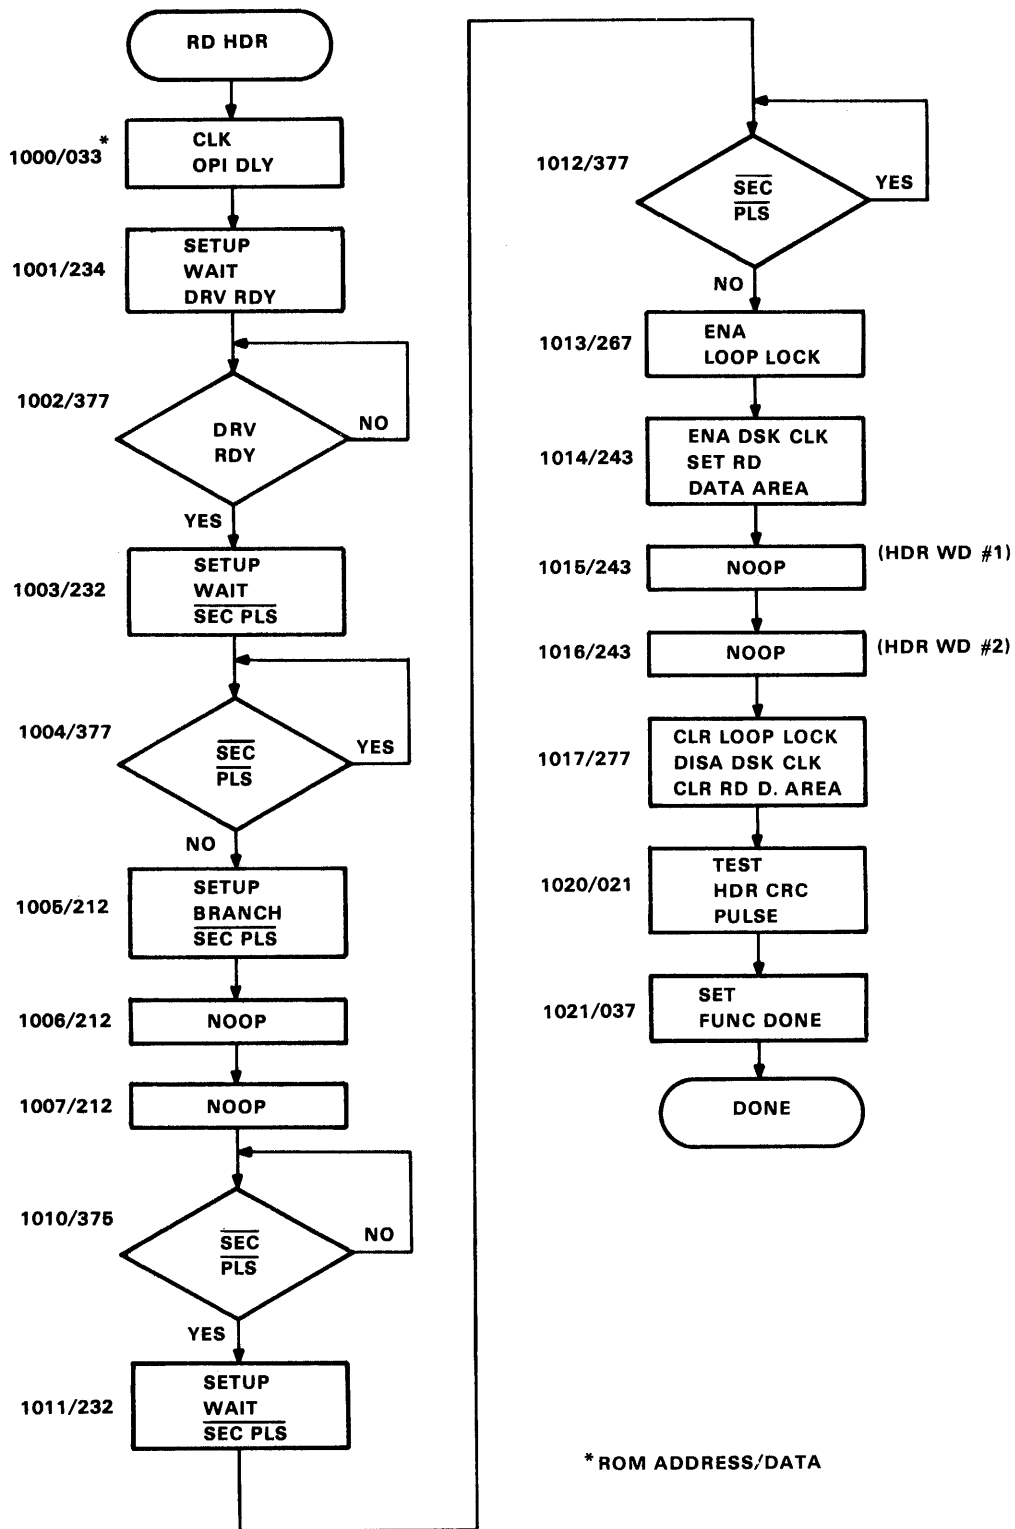 RD HDR
1000/033*
CLK
OPI DLY
1001/234
SETUP
WAIT
DRV RDY
1002/377
DRV
RDY
NO
YES
1003/232
SETUP
WAIT
SEC PLS
1004/377
SEC
PLS
YES
NO
1005/212
SETUP
BRANCH
SEC PLS
1006/212
NOOP
1007/212
NOOP
1010/375
SEC
PLS
NO
YES
1011/232
SETUP
WAIT
SEC PLS
1012/377
SEC
PLS
YES
NO
1013/267
ENA
LOOP LOCK
1014/243
ENA DSK CLK
SET RD
DATA AREA
1015/243
NOOP
(HDR WD #1)
1016/243
NOOP
(HDR WD #2)
1017/277
CLR LOOP LOCK
DISA DSK CLK
CLR RD D. AREA
1020/021
TEST
HDR CRC
PULSE
1021/037
SET
FUNC DONE
DONE
*ROM ADDRESS/DATA